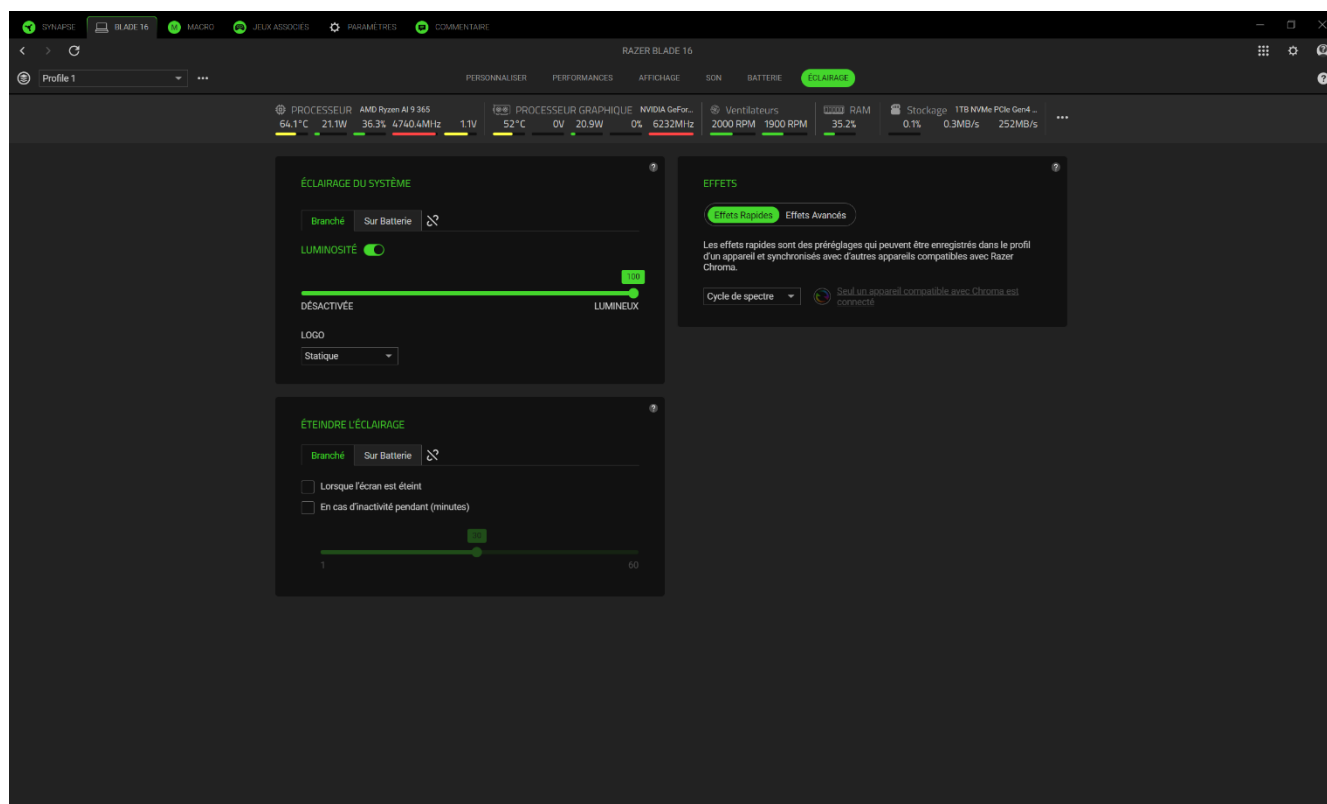 SYNAPSE BLADE 16 MACRO JEUX ASSOCIÉS PARAMÈTRES COMMENTAIRE
RAZER BLADE 16
Profile 1
PERSONNALISER PERFORMANCES AFFICHAGE SON BATTERIE ÉCLAIRAGE
PROCESSEUR AMD Ryzen AI 9 365
64.1°C 21.1W 36.3% 4740.4MHz 1.1V
PROCESSEUR GRAPHIQUE NVIDIA GeFor...
52°C 0V 20.9W 0% 6232MHz
Ventilateurs
2000 RPM 1900 RPM
RAM
35.2%
Stockage 1TB NVMe PCIe Gen4 ...
0.1% 0.3MB/s 252MB/s
ÉCLAIRAGE DU SYSTÈME
Branché Sur Batterie
LUMINOSITÉ
100
DÉSACTIVÉE LUMINEUX
LOGO
Statique
EFFETS
Effets Rapides Effets Avancés
Les effets rapides sont des préréglages qui peuvent être enregistrés dans le profil
d'un appareil et synchronisés avec d'autres appareils compatibles avec Razer
Chroma.
Cycle de spectre
Seul un appareil compatible avec Chroma est
connecté
ÉTEINDRE L'ÉCLAIRAGE
Branché Sur Batterie
Lorsque l'écran est éteint
En cas d'inactivité pendant (minutes)
1 60